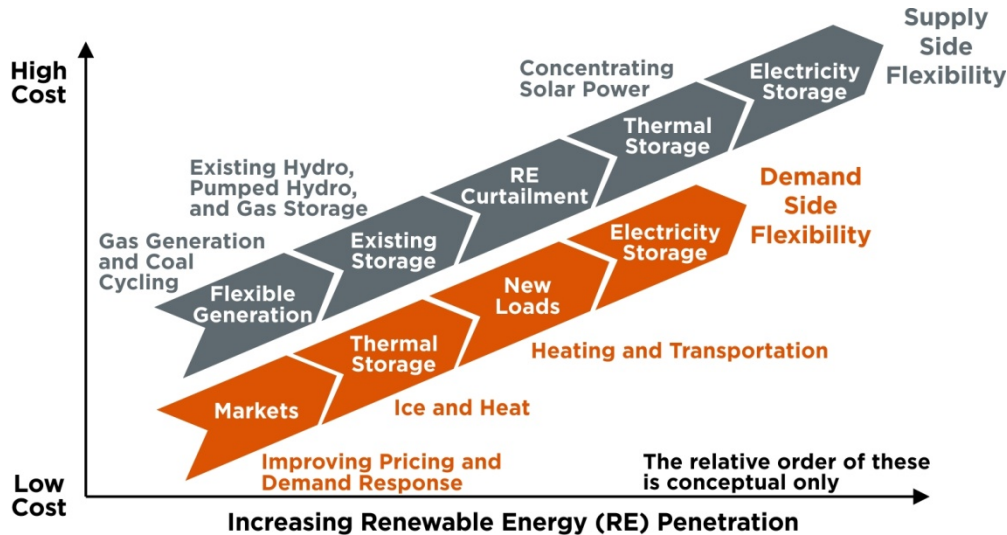 Supply
Side
Flexibility
High
Cost
Concentrating
Solar Power
Electricity
Storage
Thermal
Storage
Existing Hydro,
Pumped Hydro,
and Gas Storage
RE
Curtailment
Demand
Side
Flexibility
Gas Generation
and Coal
Cycling
Existing
Storage
Electricity
Storage
Flexible
Generation
New
Loads
Thermal
Storage
Heating and Transportation
Markets
Ice and Heat
Improving Pricing and
Demand Response
The relative order of these
is conceptual only
Low
Cost
Increasing Renewable Energy (RE) Penetration